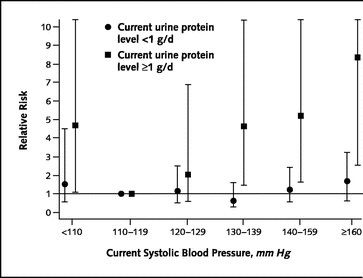 10
9
8
7
6
5
4
3
2
1
0
Relative Risk
Current urine protein
level <1 g/d
Current urine protein
level ≥1 g/d
<110 110–119 120–129 130–139 140–159 ≥160
Current Systolic Blood Pressure, mm Hg